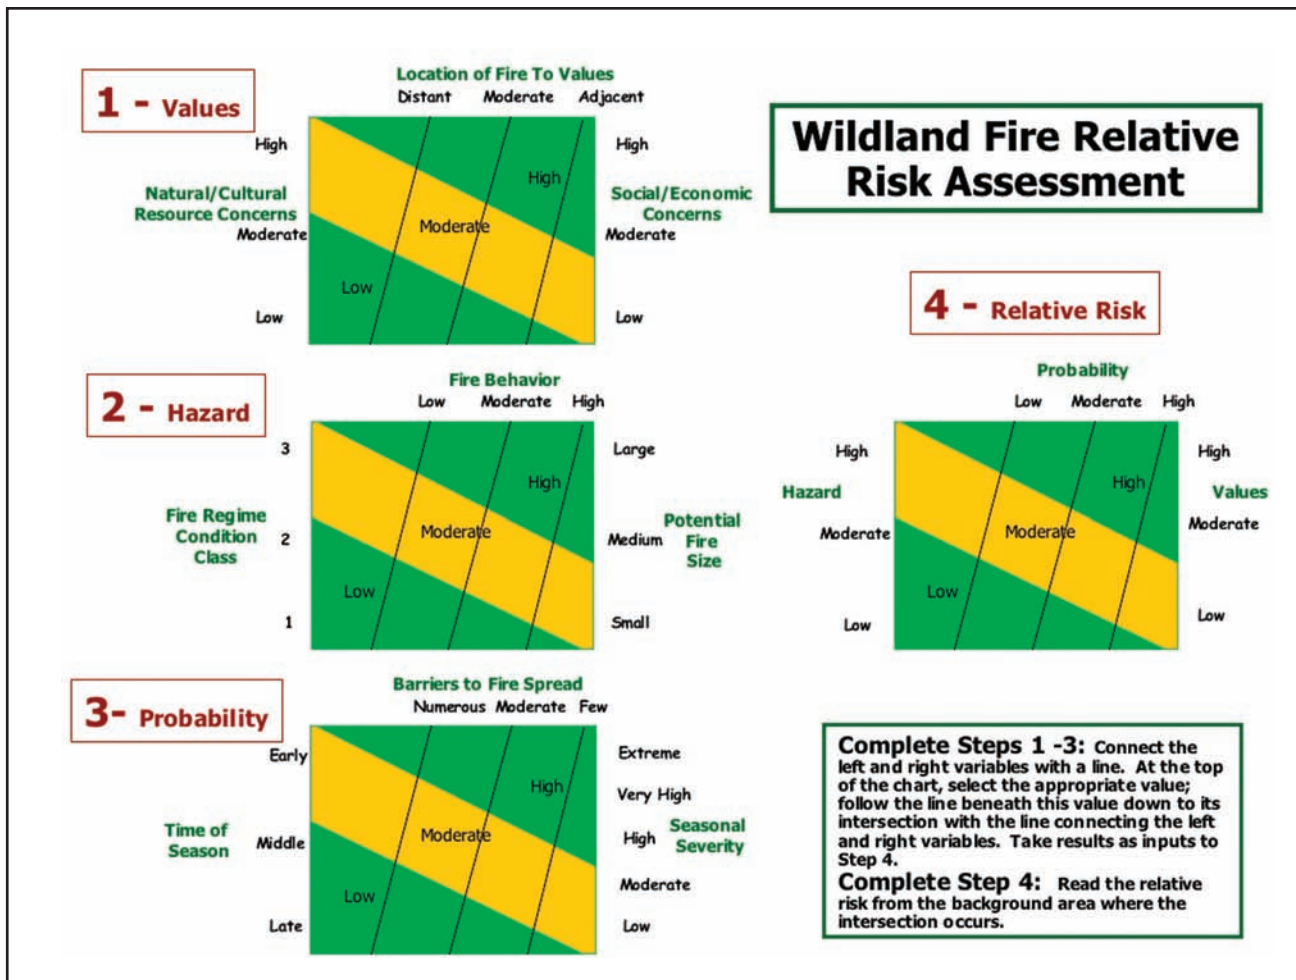 Wildland Fire Relative
Risk Assessment
1 - Values
Location of Fire To Values
Distant Moderate Adjacent
High
Natural/Cultural
Resource Concerns
Moderate
Low
High
Moderate
Low
High
Social/Economic
Concerns
Moderate
Low
2 - Hazard
Fire Behavior
Low Moderate High
3
Fire Regime
Condition
Class
2
1
High
Moderate
Low
Large
Medium
Potential
Fire
Size
Small
3- Probability
Barriers to Fire Spread
Numerous Moderate Few
Early
Time of
Season
Middle
Late
High
Moderate
Low
Extreme
Very High
High
Seasonal
Severity
Moderate
Low
4 - Relative Risk
Probability
Low Moderate High
High
Hazard
Moderate
Low
High
Moderate
Low
High
Values
Moderate
Low
Complete Steps 1 -3: Connect the
left and right variables with a line. At the top
of the chart, select the appropriate value;
follow the line beneath this value down to its
intersection with the line connecting the left
and right variables. Take results as inputs to
Step 4.
Complete Step 4: Read the relative
risk from the background area where the
intersection occurs.